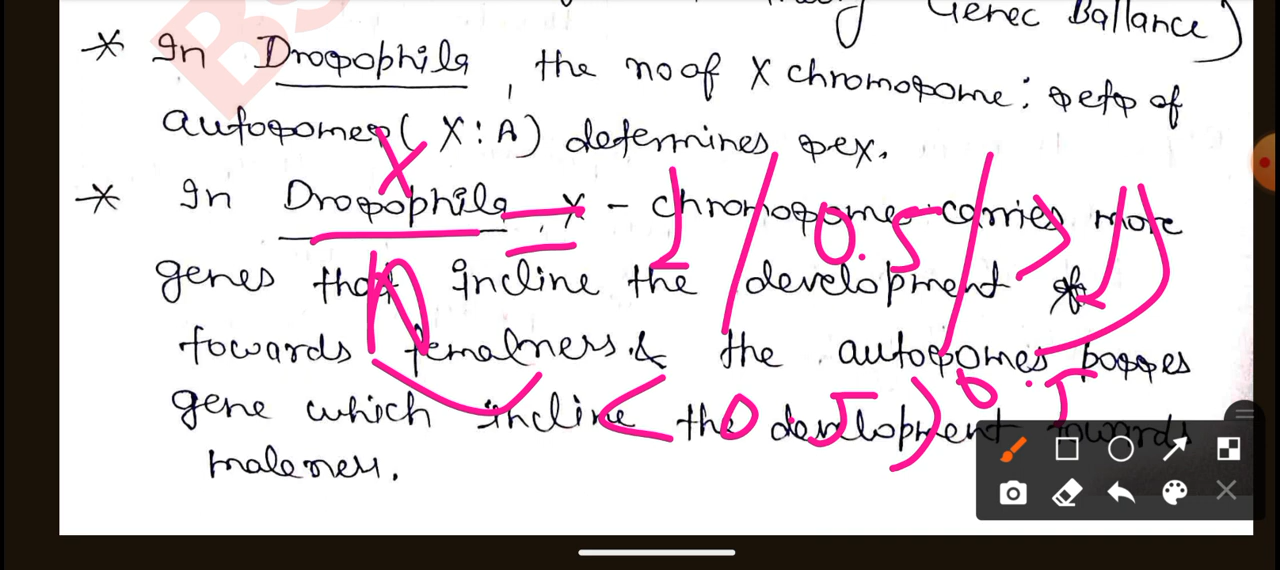 Genec Ballance)
* In Drosophila, the no of X chromosome : sets of
autosomes (X:A) determines sex.
* In Drosophila, X - chromosome carries more
genes that incline the development
towards femalness & the autosomes posses
gene which incline the development towards
maleness.
X
A
1 / 0.5 / > 1
< 0.5 ) 0.5